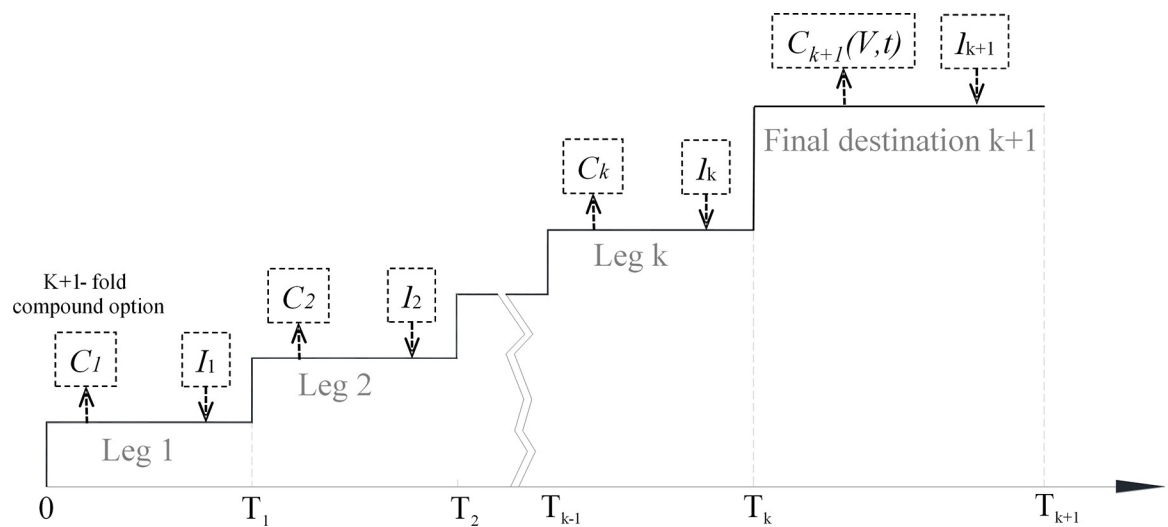 C_{k+1}(V,t)
I_{k+1}
Final destination k+1
C_k
I_k
Leg k
K+1- fold
compound option
C_2
I_2
Leg 2
C_1
I_1
Leg 1
0
T_1
T_2
T_{k-1}
T_k
T_{k+1}